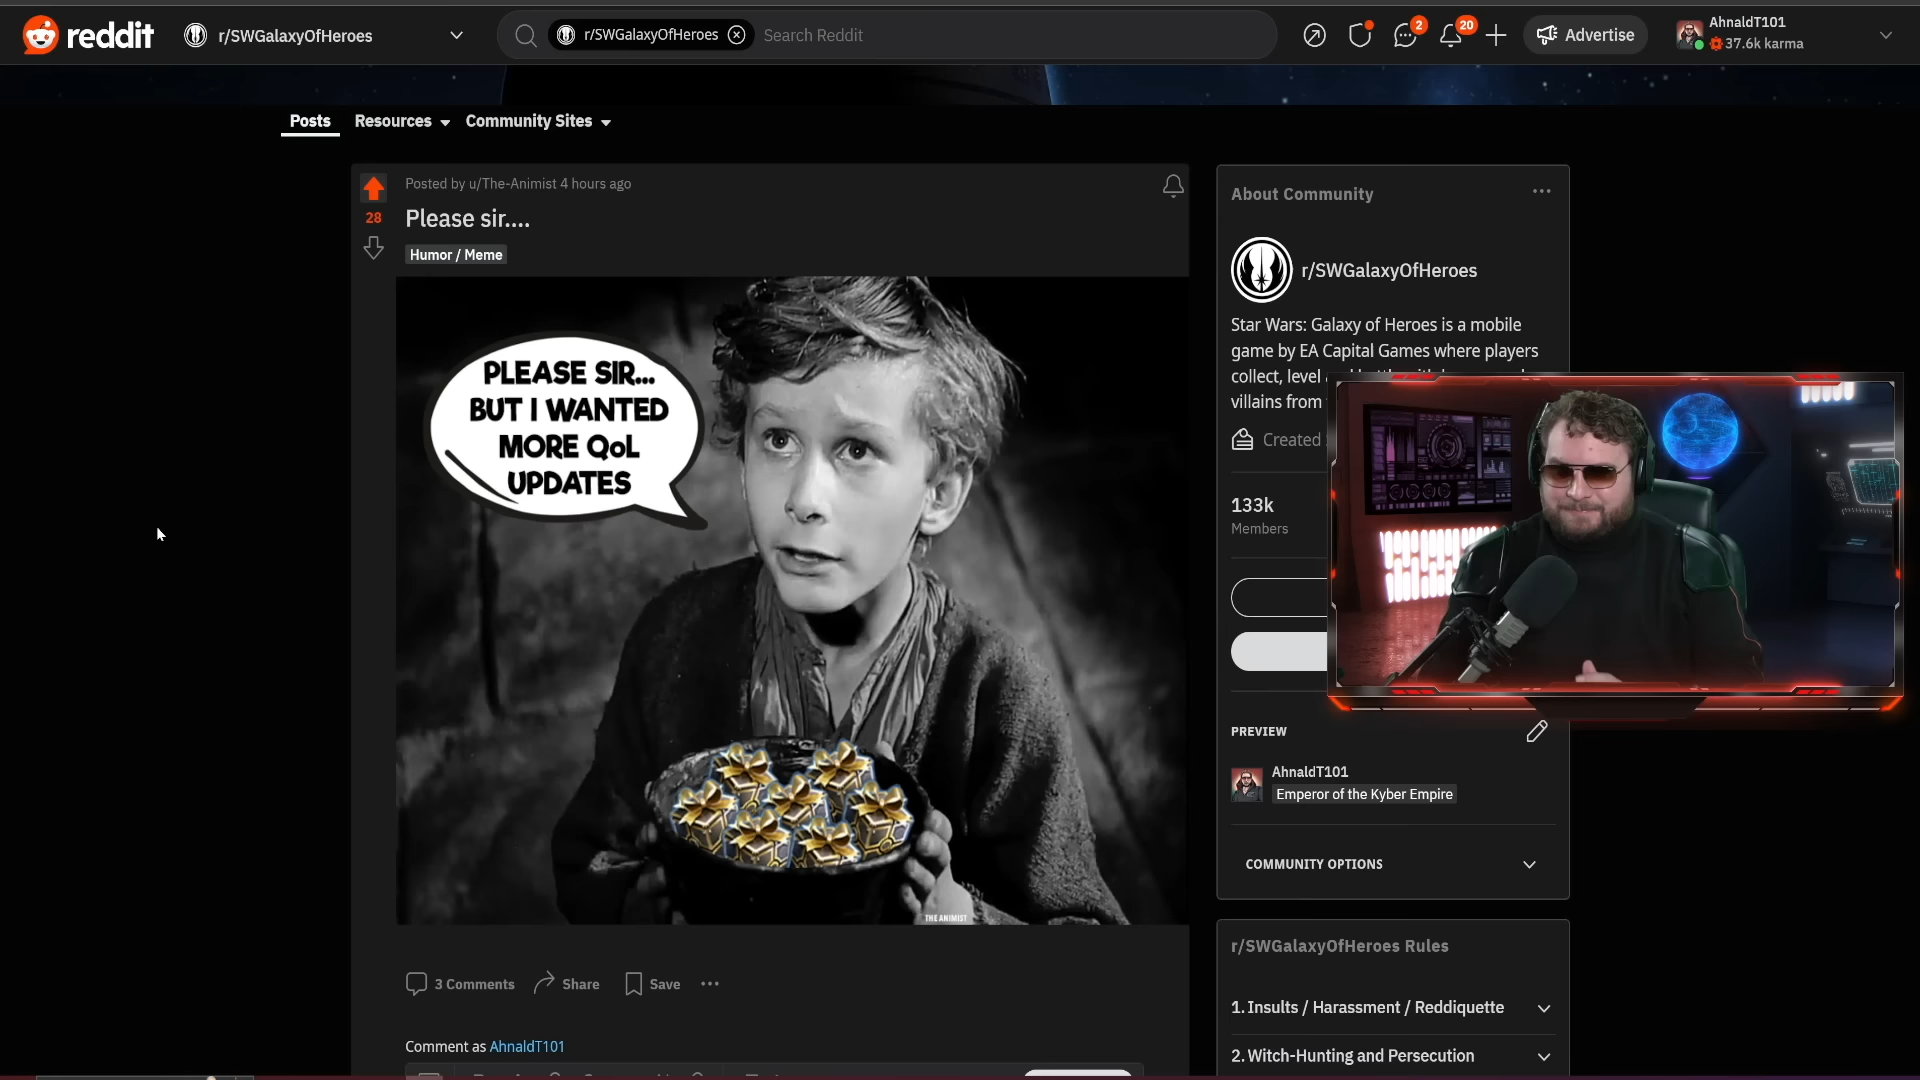 reddit
r/SWGalaxyOfHeroes
r/SWGalaxyOfHeroes
Search Reddit
2
20
Advertise
AhnaldT101
37.6k karma
Posts
Resources
Community Sites
Posted by u/The-Animist 4 hours ago
28
Please sir....
Humor / Meme
PLEASE SIR...
BUT I WANTED
MORE QoL
UPDATES
THE ANIMIST
3 Comments
Share
Save
Comment as AhnaldT101
About Community
r/SWGalaxyOfHeroes
Star Wars: Galaxy of Heroes is a mobile
game by EA Capital Games where players
collect, level
villains from
Created
133k
Members
PREVIEW
AhnaldT101
Emperor of the Kyber Empire
COMMUNITY OPTIONS
r/SWGalaxyOfHeroes Rules
1. Insults / Harassment / Reddiquette
2. Witch-Hunting and Persecution